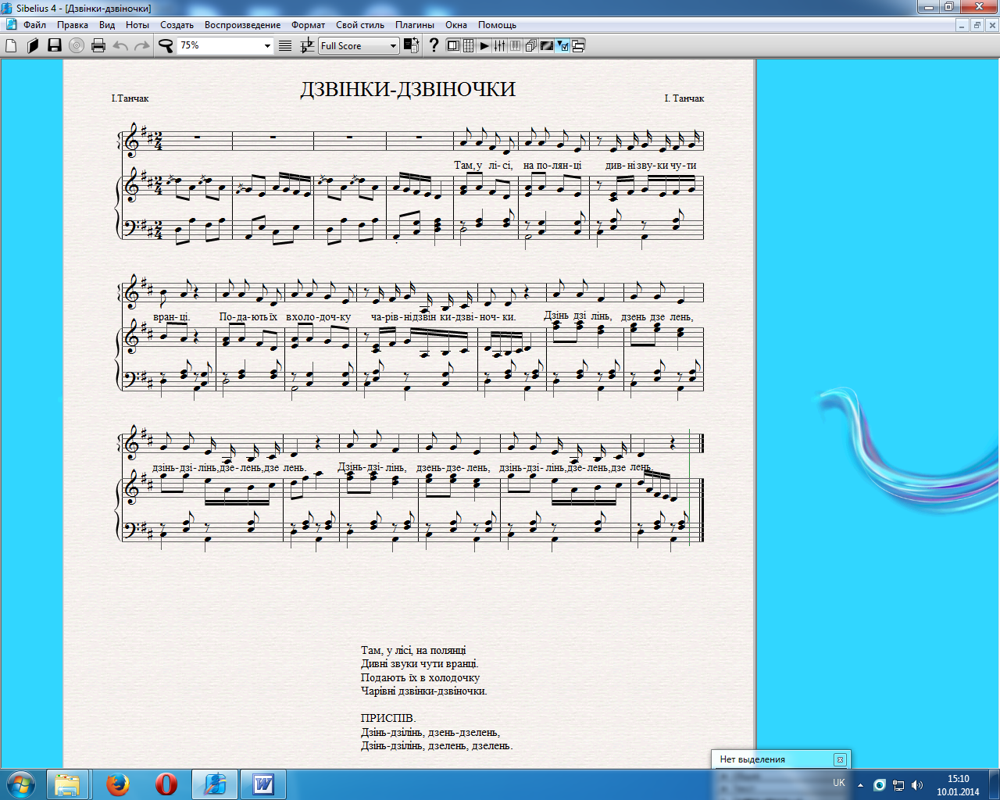 Sibelius 4 - [Дзвінки-дзвіночки]
Файл Правка Вид Ноты Создать Воспроизведение Формат Свой стиль Плагины Окна Помощь
75% Full Score
ДЗВІНКИ-ДЗВІНОЧКИ
І.Танчак І. Танчак
Там, у лі- сі, на по-лян-ці див-ні зву-ки чу-ти
вран- ці. По-да-ють їх в холо-доч-ку ча-рів-ні дзвін ки-дзві-ноч-ки. Дзінь дзі лінь, дзень дзе лень,
дзінь-дзі-лінь,дзе-лень,дзе лень. Дзінь-дзі-лінь, дзень-дзе-лень, дзінь-дзі-лінь,дзе-лень,дзе лень.
Там, у лісі, на полянці
Дивні звуки чути вранці.
Подають їх в холодочку
Чарівні дзвінки-дзвіночки.
ПРИСПІВ.
Дзінь-дзілінь, дзень-дзелень,
Дзінь-дзілінь, дзелень, дзелень.
Нет выделения
UK 15:10
10.01.2014